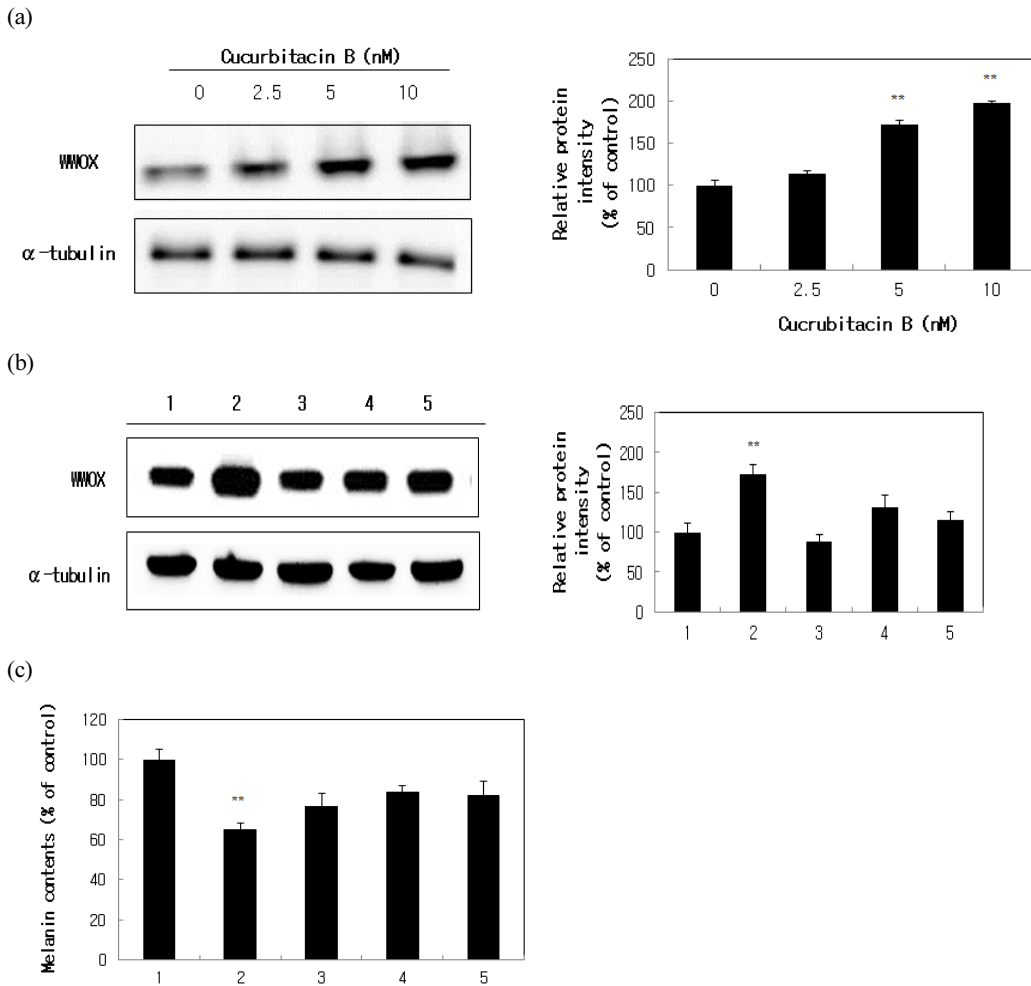 (a)
Cucurbitacin B (nM)
0 2.5 5 10
WWOX
α-tubulin
Relative protein
intensity
(% of control)
250
200
150
100
50
0
** **
0 2.5 5 10
Cucrubitacin B (nM)
(b)
1 2 3 4 5
WWOX
α-tubulin
Relative protein
intensity
(% of control)
250
200
150
100
50
0
**
1 2 3 4 5
(c)
Melanin contents (% of control)
120
100
80
60
40
20
0
**
1 2 3 4 5